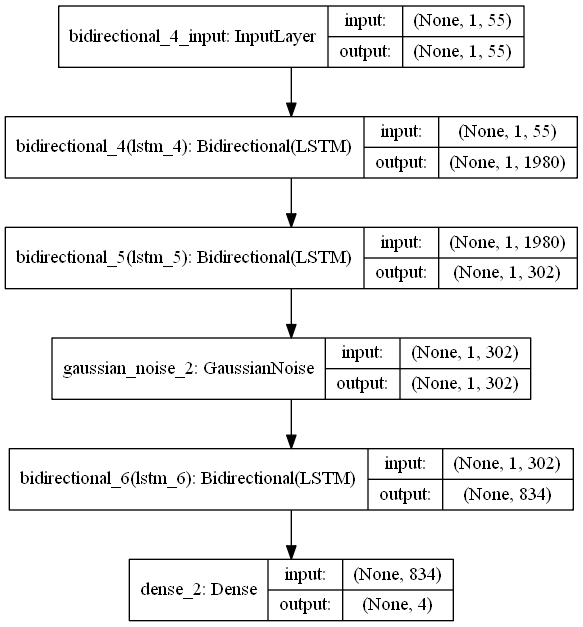 bidirectional_4_input: InputLayer
input: (None, 1, 55)
output: (None, 1, 55)
bidirectional_4(lstm_4): Bidirectional(LSTM)
input: (None, 1, 55)
output: (None, 1, 1980)
bidirectional_5(lstm_5): Bidirectional(LSTM)
input: (None, 1, 1980)
output: (None, 1, 302)
gaussian_noise_2: GaussianNoise
input: (None, 1, 302)
output: (None, 1, 302)
bidirectional_6(lstm_6): Bidirectional(LSTM)
input: (None, 1, 302)
output: (None, 834)
dense_2: Dense
input: (None, 834)
output: (None, 4)